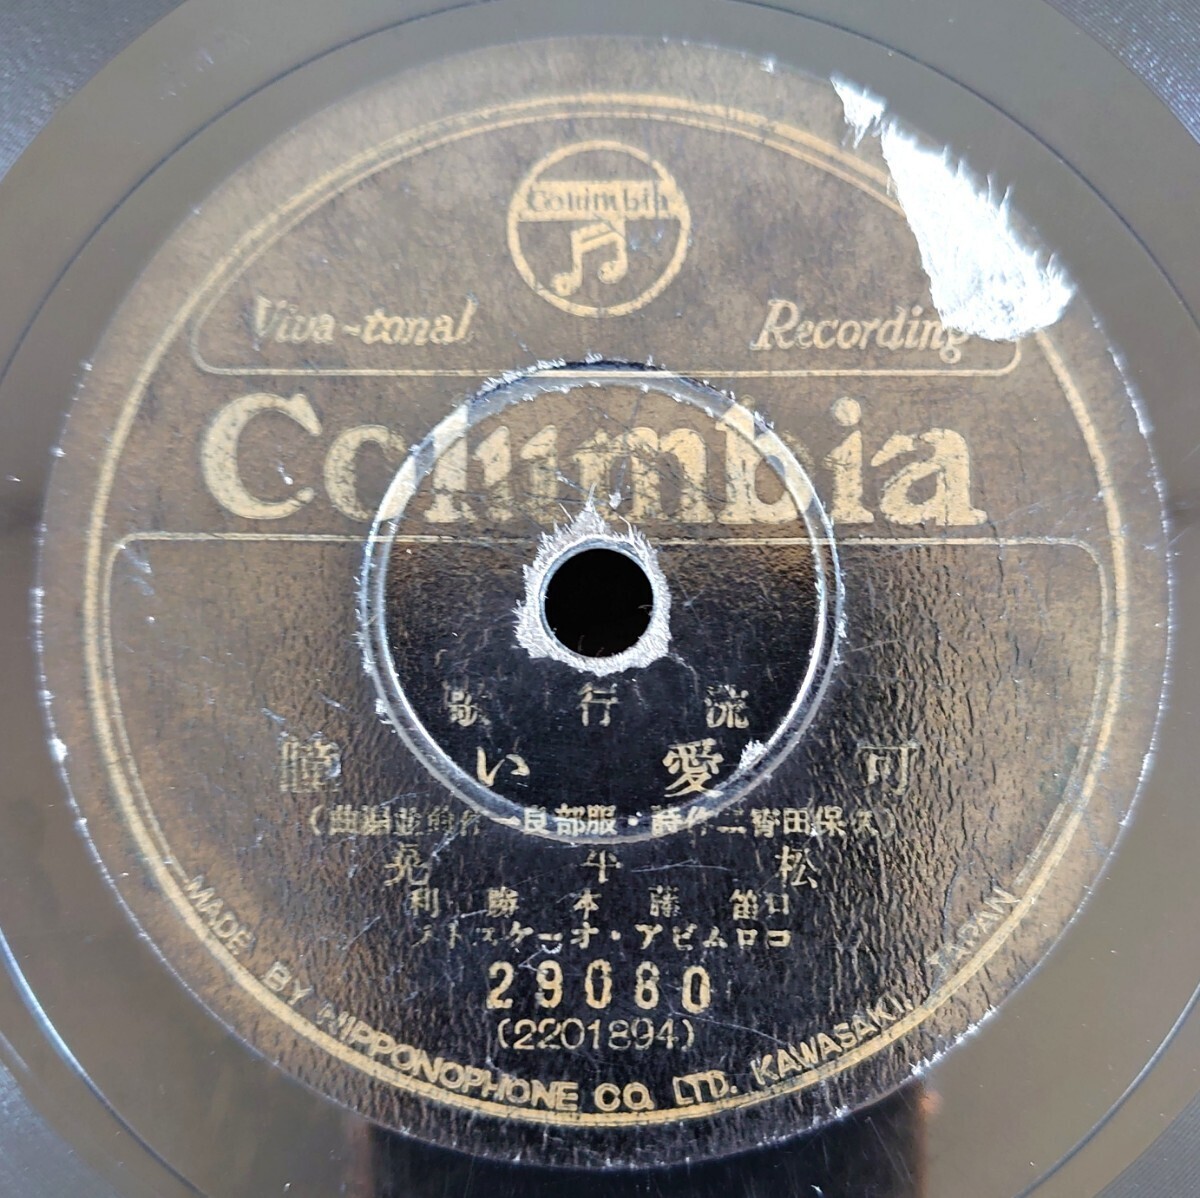 Columbia
Viva-tonal Recording
Columbia
流行歌
可愛い瞳
(久保田宵二作詩・服部良一作曲並編曲)
松平晃
口笛 藤本勝利
コロムビア・オーケストラ
29060
(2201894)
MADE BY NIPPONOPHONE CO. LTD. KAWASAKI, JAPAN